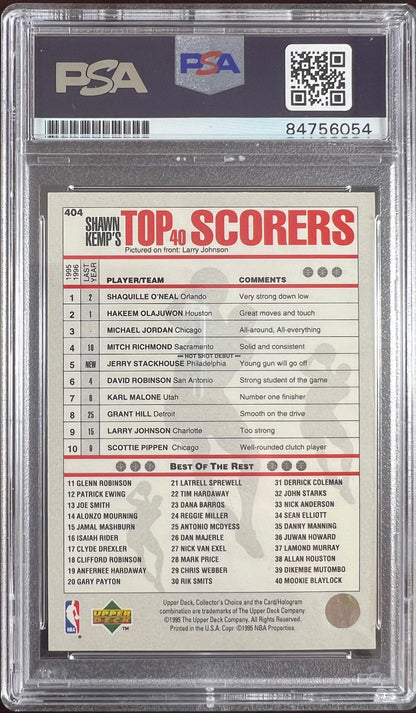 PSA PSA
84756054
404
SHAWN KEMP'S TOP 40 SCORERS
Pictured on front: Larry Johnson
1995 1996 LAST YEAR PLAYER/TEAM COMMENTS
1 2 SHAQUILLE O'NEAL Orlando Very strong down low
2 1 HAKEEM OLAJUWON Houston Great moves and touch
3 MICHAEL JORDAN Chicago All-around, All-everything
4 10 MITCH RICHMOND Sacramento Solid and consistent
HOT SHOT DEBUT
5 NEW JERRY STACKHOUSE Philadelphia Young gun will go off
6 4 DAVID ROBINSON San Antonio Strong student of the game
7 6 KARL MALONE Utah Number one finisher
8 25 GRANT HILL Detroit Smooth on the drive
9 15 LARRY JOHNSON Charlotte Too strong
10 9 SCOTTIE PIPPEN Chicago Well-rounded clutch player
BEST OF THE REST
11 GLENN ROBINSON 21 LATRELL SPREWELL 31 DERRICK COLEMAN
12 PATRICK EWING 22 TIM HARDAWAY 32 JOHN STARKS
13 JOE SMITH 23 DANA BARROS 33 NICK ANDERSON
14 ALONZO MOURNING 24 REGGIE MILLER 34 SEAN ELLIOTT
15 JAMAL MASHBURN 25 ANTONIO MCDYESS 35 DANNY MANNING
16 ISAIAH RIDER 26 DAN MAJERLE 36 JUWAN HOWARD
17 CLYDE DREXLER 27 NICK VAN EXEL 37 LAMOND MURRAY
18 CLIFFORD ROBINSON 28 MARK PRICE 38 ALLAN HOUSTON
19 ANFERNEE HARDAWAY 29 CHRIS WEBBER 39 DIKEMBE MUTOMBO
20 GARY PAYTON 30 RIK SMITS 40 MOOKIE BLAYLOCK
Upper Deck, Collector's Choice and the Card/Hologram
combination are trademarks of The Upper Deck Company.
©1995 The Upper Deck Company. All Rights Reserved.
Printed in the U.S.A. Copr. ©1995 NBA Properties.
NBA
UPPER DECK
TM